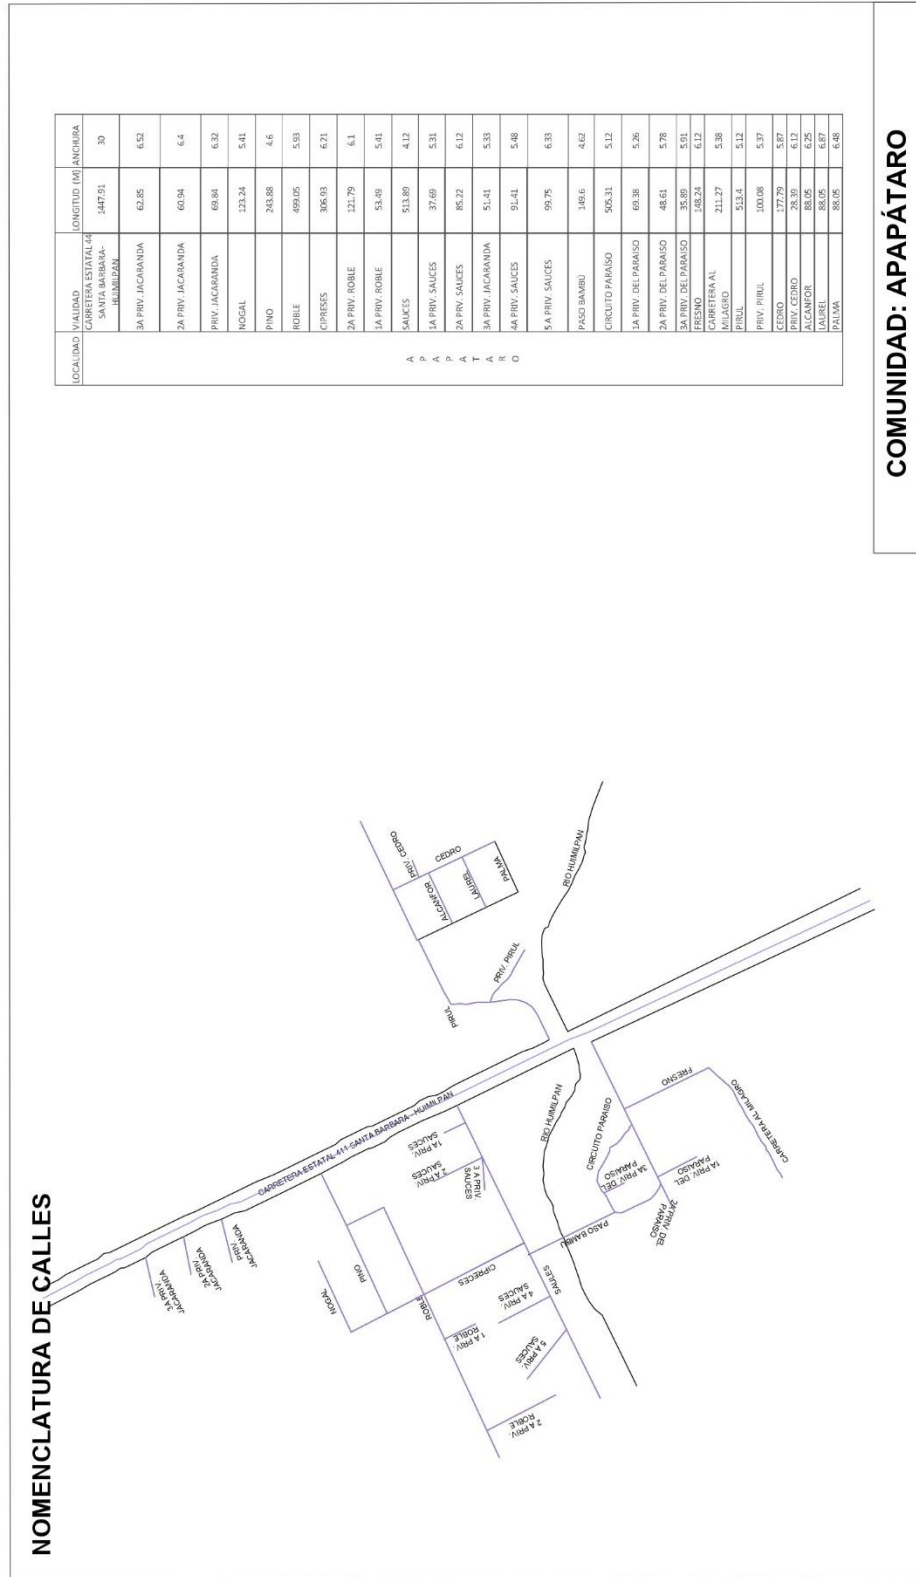 NOMENCLATURA DE CALLES
LOCALIDAD VIALIDAD LONGITUD (M) ANCHURA
APAPATARO
CARRETERA ESTATAL 44
SANTA BARBARA-
HUIMILPAN 1447.91 30
3A PRIV. JACARANDA 62.85 6.52
2A PRIV. JACARANDA 60.94 6.4
PRIV. JACARANDA 69.84 6.32
NOGAL 123.24 5.41
PINO 243.88 4.6
ROBLE 499.05 5.93
CIPRESES 306.93 6.21
2A PRIV. ROBLE 121.79 6.1
1A PRIV. ROBLE 53.49 5.41
SAUCES 513.89 4.12
1A PRIV. SAUCES 37.69 5.31
2A PRIV. SAUCES 85.22 6.12
3A PRIV. JACARANDA 51.41 5.33
4A PRIV. SAUCES 91.41 5.48
5 A PRIV. SAUCES 99.75 6.33
PASO BAMBÚ 149.6 4.62
CIRCUITO PARAÍSO 505.31 5.12
1A PRIV. DEL PARAISO 69.38 5.26
2A PRIV. DEL PARAISO 48.61 5.78
3A PRIV. DEL PARAISO 35.89 5.91
FRESNO 148.24 6.12
CARRETERA AL
MILAGRO 211.27 5.38
PIRUL 513.4 5.12
PRIV. PIRUL 100.08 5.37
CEDRO 177.79 5.87
PRIV. CEDRO 28.39 6.12
ALCANFOR 88.05 6.25
LAUREL 88.05 6.87
PALMA 88.05 6.48
3A PRIV.
JACARANDA
2A PRIV.
JACARANDA
PRIV.
JACARANDA
CARRETERA ESTATAL 411 SANTA BARBARA - HUIMILPAN
NOGAL
PINO
ROBLE
CIPRECES
1 A PRIV.
ROBLE
2 A PRIV.
ROBLE
1A PRIV.
SAUCES
2 A PRIV.
SAUCES
3 A PRIV.
SAUCES
4 A PRIV.
SAUCES
5 A PRIV.
SAUCES
PASO BAMBU
RIO HUIMILPAN
CIRCUITO PARAISO
3A PRIV. DEL
PARAISO
2A PRIV. DEL
PARAISO
1A PRIV. DEL
PARAISO
FRESNO
CARRETERA AL MILAGRO
PIRUL
PRIV. PIRUL
PRIV. CEDRO
CEDRO
ALCANFOR
LAUREL
PALMA
RIO HUIMILPAN
COMUNIDAD: APAPÁTARO